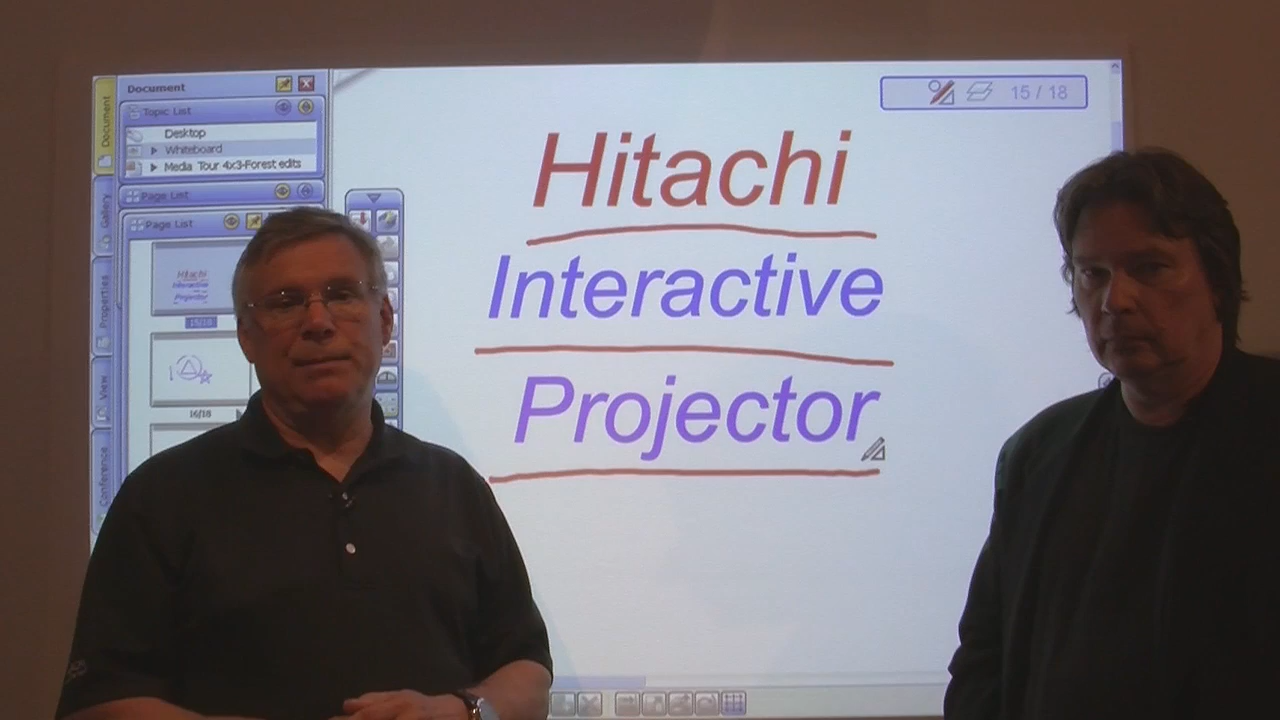 Document
Topic List
Desktop
Whiteboard
Media Tour 4x3-Forest edits
Page List
Page List
Document
Gallery
Properties
View
Conference
Hitachi
Interactive
Projector
15/18
16/18
15 / 18
Hitachi
Interactive
Projector